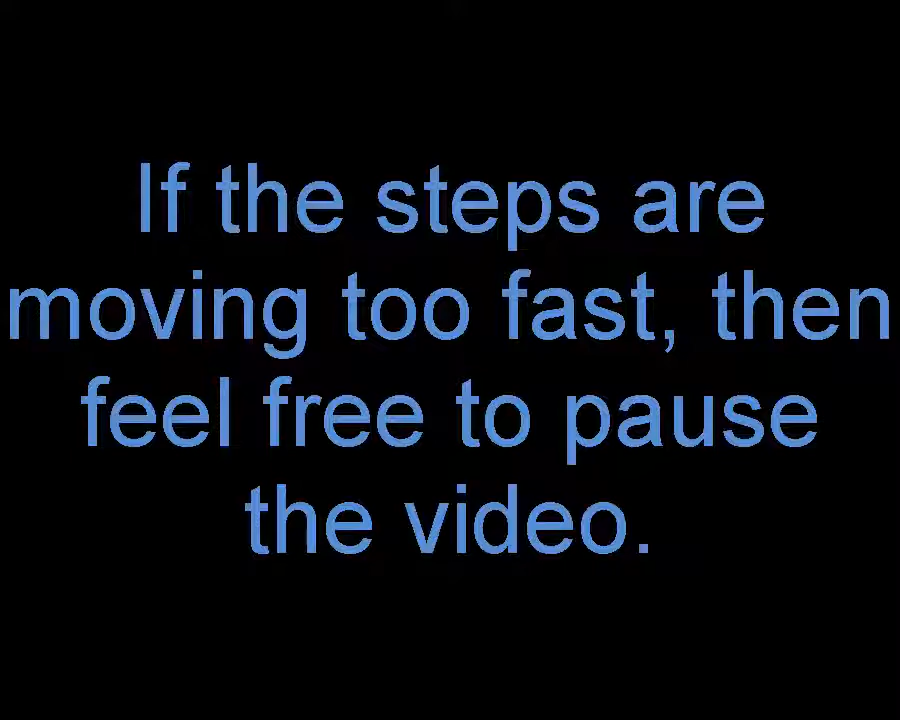 If the steps are
moving too fast, then
feel free to pause
the video.